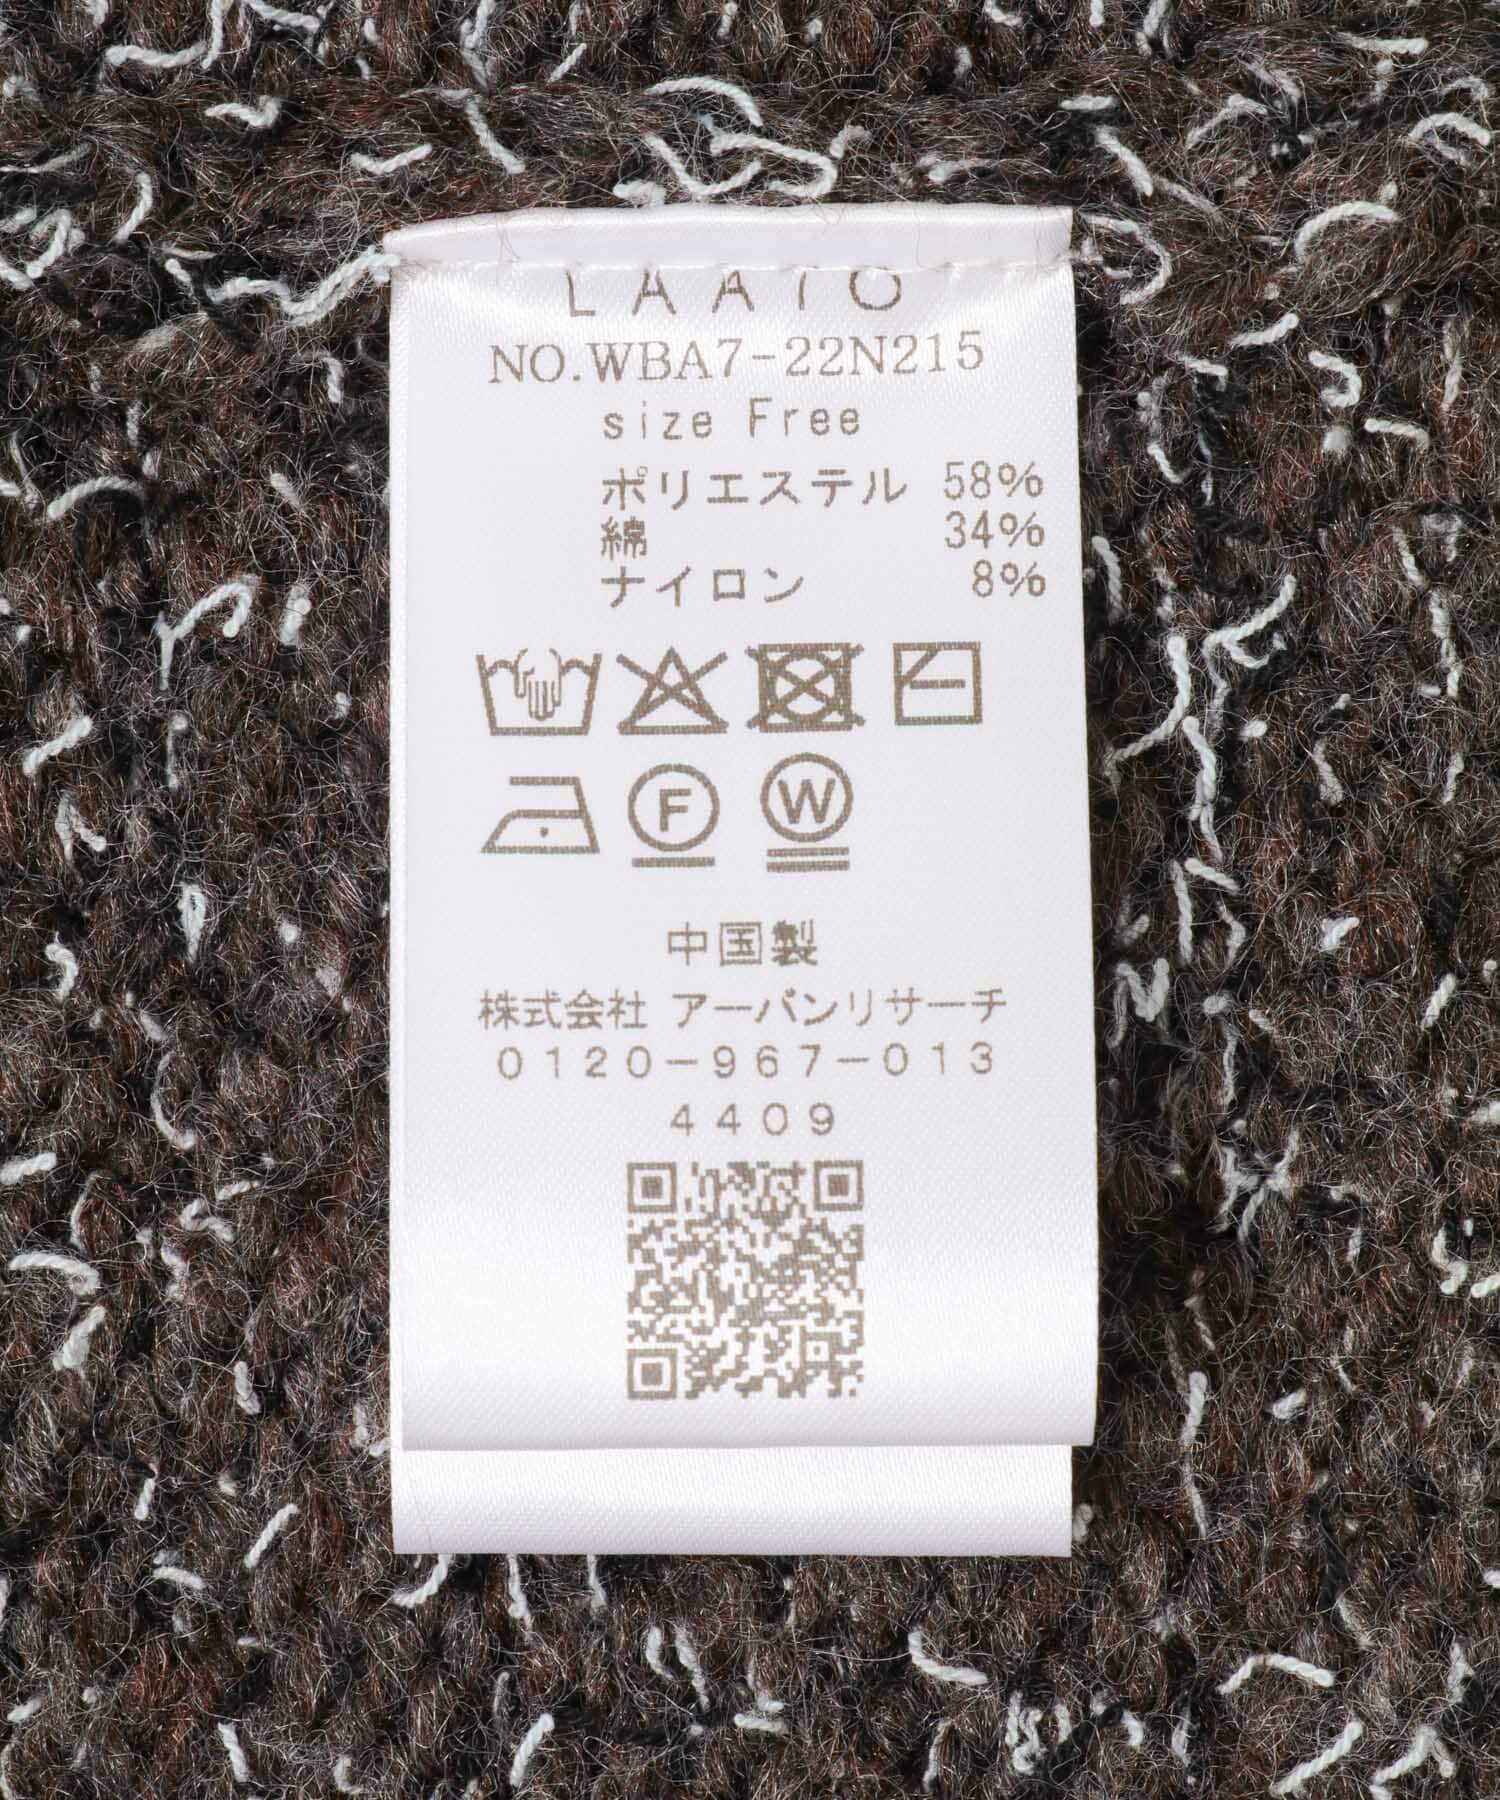 LAATO
NO.WBA7-22N215
size Free
ポリエステル 58%
綿 34%
ナイロン 8%
F W
中国製
株式会社 アーバンリサーチ
0120-967-013
4409